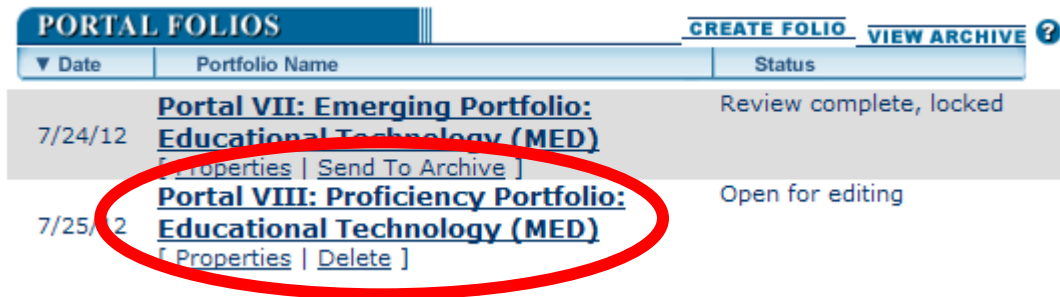 PORTAL FOLIOS
CREATE FOLIO VIEW ARCHIVE ?
▼ Date Portfolio Name Status
Portal VII: Emerging Portfolio: Review complete, locked
7/24/12 Educational Technology (MED)
[ Properties | Send To Archive ]
Portal VIII: Proficiency Portfolio: Open for editing
7/25/12 Educational Technology (MED)
[ Properties | Delete ]